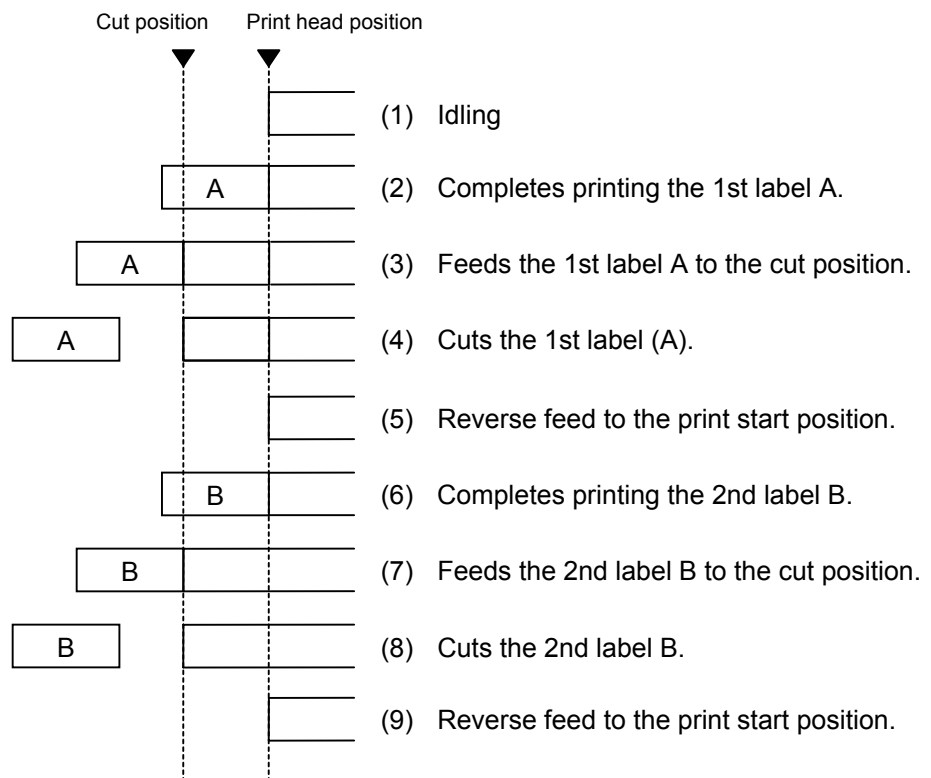 Cut position Print head position
(1) Idling
A (2) Completes printing the 1st label A.
A (3) Feeds the 1st label A to the cut position.
A (4) Cuts the 1st label (A).
(5) Reverse feed to the print start position.
B (6) Completes printing the 2nd label B.
B (7) Feeds the 2nd label B to the cut position.
B (8) Cuts the 2nd label B.
(9) Reverse feed to the print start position.